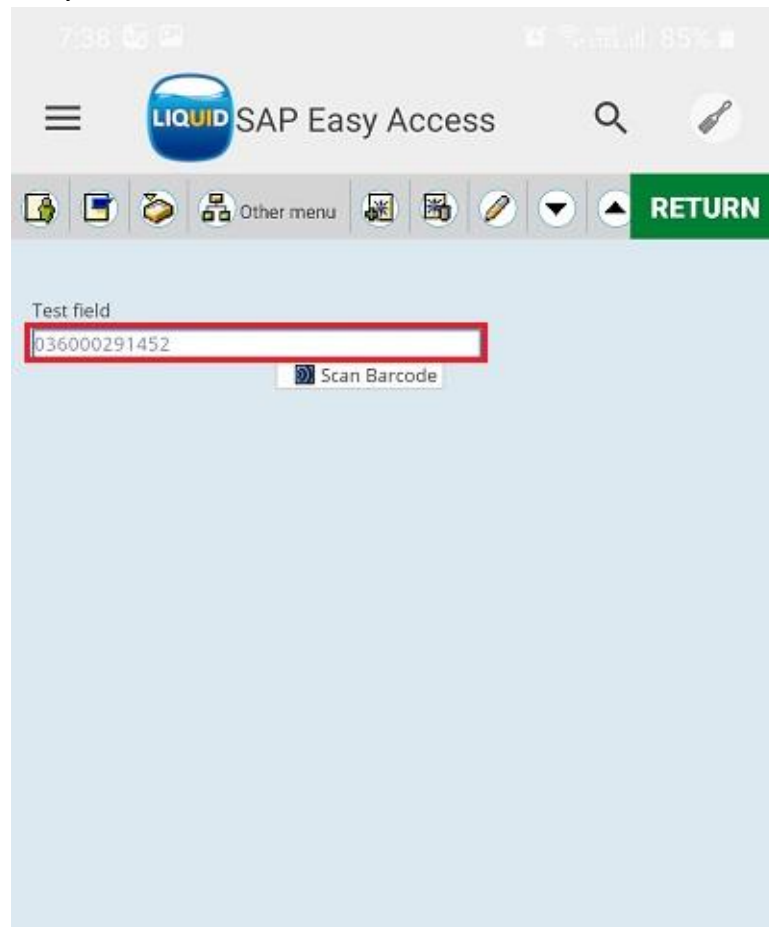 7:38 85%
LIQUID SAP Easy Access
Other menu RETURN
Test field
036000291452
Scan Barcode